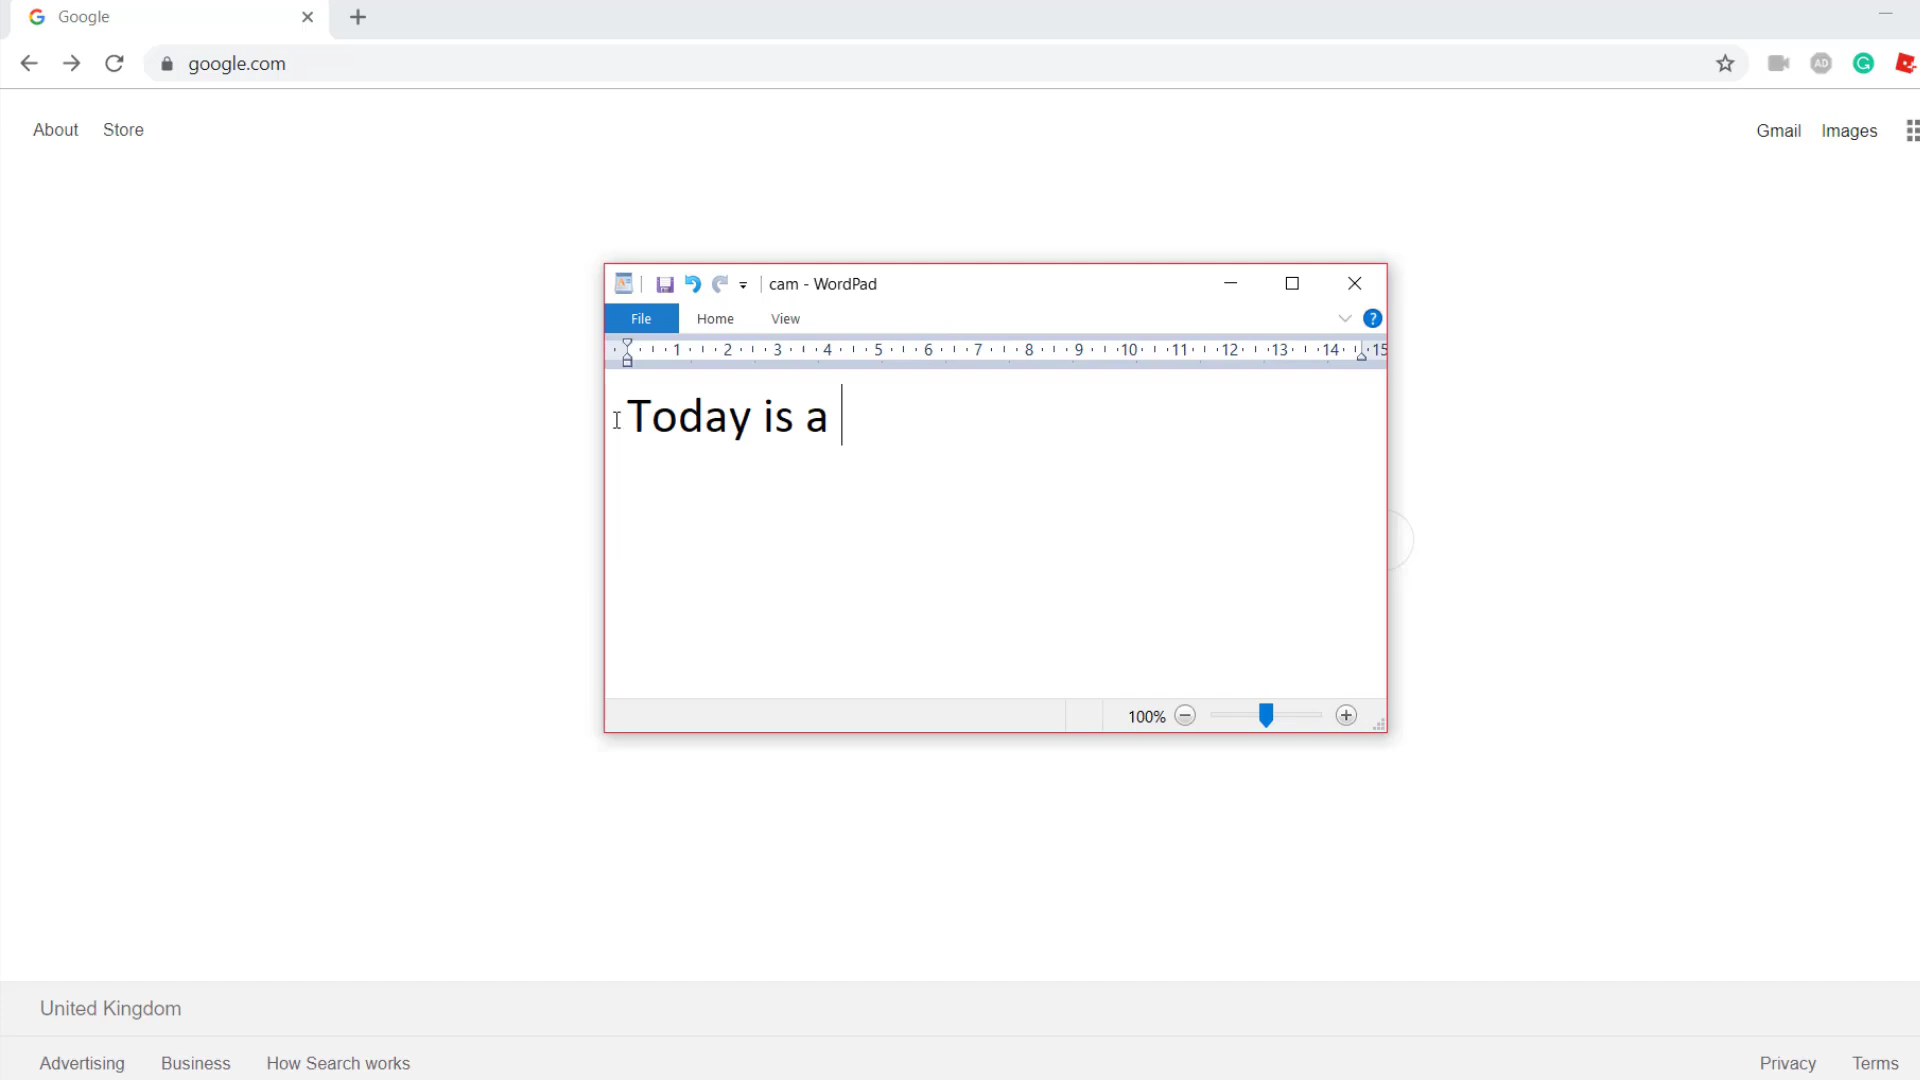 Google
google.com
About Store
Gmail Images
cam - WordPad
File Home View
1 2 3 4 5 6 7 8 9 10 11 12 13 14 15
Today is a
100%
United Kingdom
Advertising Business How Search works
Privacy Terms